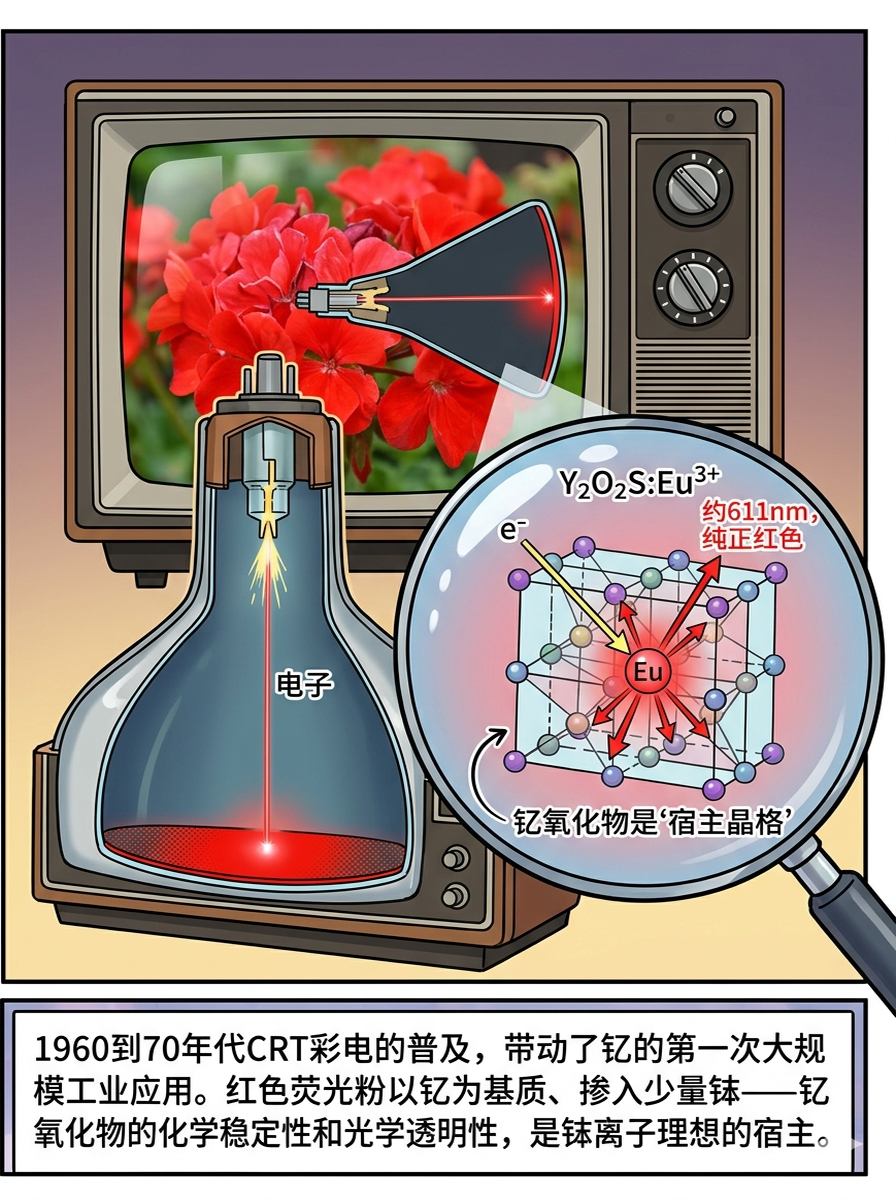 Y₂O₂S:Eu³⁺
约611nm，
纯正红色
e⁻
Eu
电子
钇氧化物是‘宿主晶格’
1960到70年代CRT彩电的普及，带动了钇的第一次大规
模工业应用。红色荧光粉以钇为基质、掺入少量铕——钇
氧化物的化学稳定性和光学透明性，是铕离子理想的宿主。